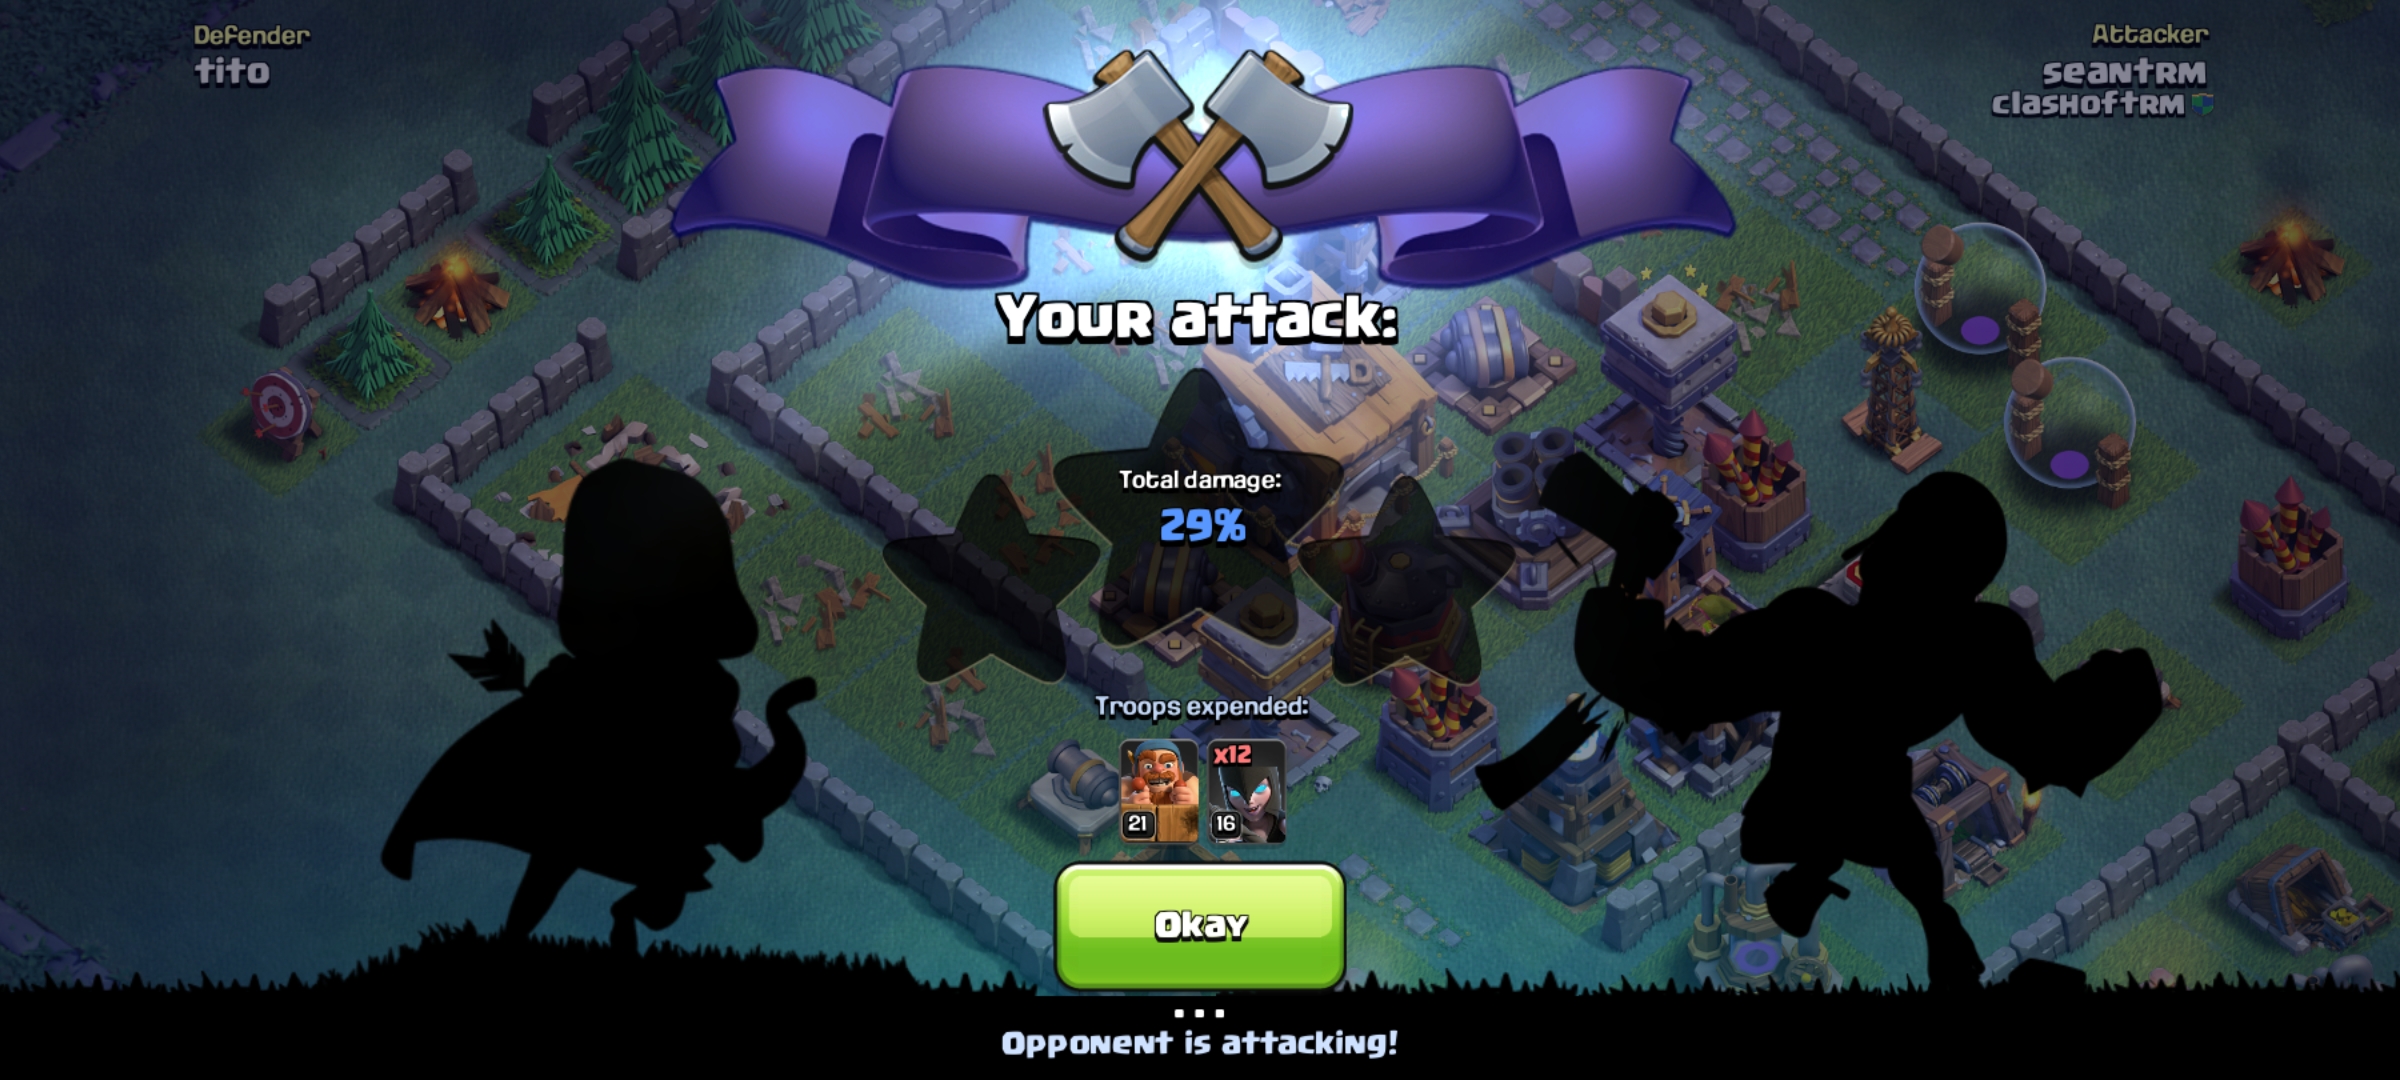 Defender
tito
Attacker
seantRM
clashoftRM
Your attack:
Total damage:
29%
Troops expended:
x12
21
16
Okay
...
Opponent is attacking!